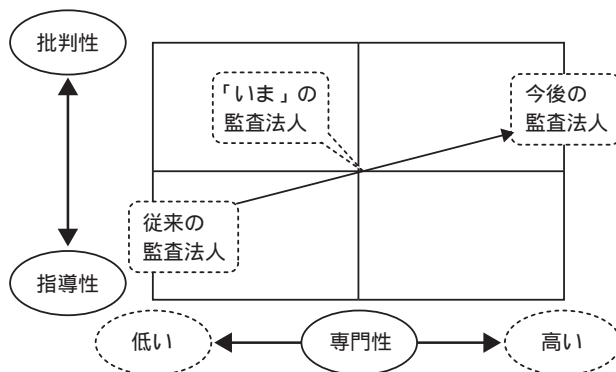 批判性
「いま」の
監査法人
今後の
監査法人
従来の
監査法人
指導性
低い
専門性
高い